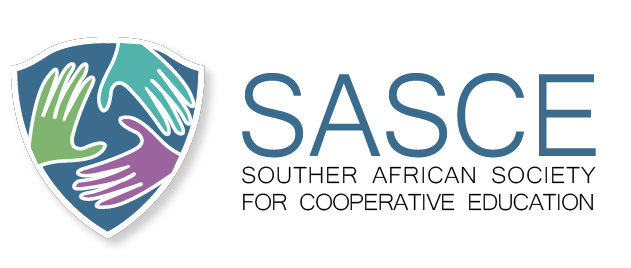 SASCE
SOUTHER AFRICAN SOCIETY
FOR COOPERATIVE EDUCATION